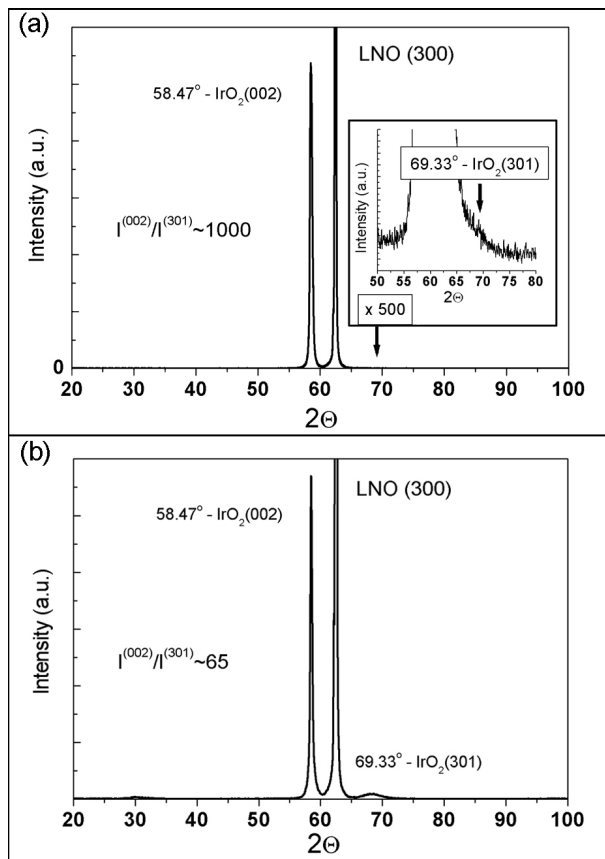 (a)
LNO (300)
58.47° - IrO₂(002)
I⁽⁰⁰²⁾/I⁽³⁰¹⁾~1000
Intensity (a.u.)
0
20 30 40 50 60 70 80 90 100
2Θ
69.33° - IrO₂(301)
Intensity (a.u.)
50 55 60 65 70 75 80
2Θ
x 500
(b)
LNO (300)
58.47° - IrO₂(002)
I⁽⁰⁰²⁾/I⁽³⁰¹⁾~65
69.33° - IrO₂(301)
Intensity (a.u.)
20 30 40 50 60 70 80 90 100
2Θ